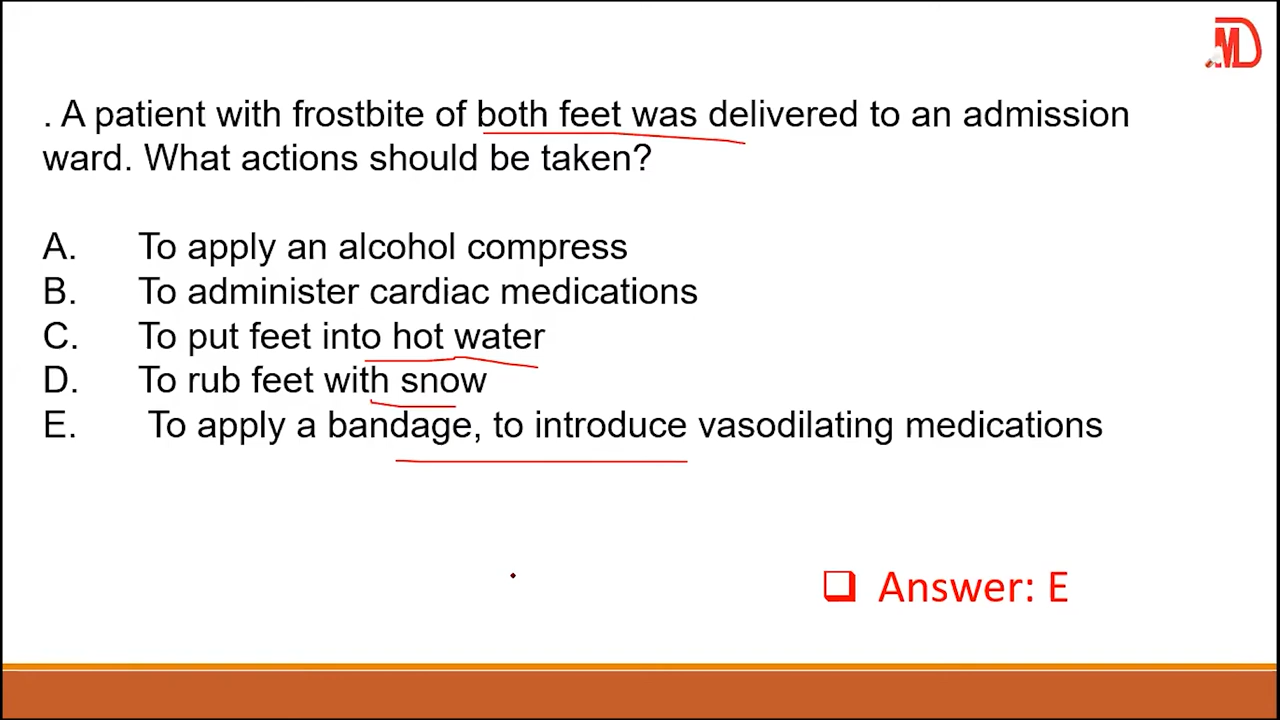 MD
. A patient with frostbite of both feet was delivered to an admission
ward. What actions should be taken?
A. To apply an alcohol compress
B. To administer cardiac medications
C. To put feet into hot water
D. To rub feet with snow
E. To apply a bandage, to introduce vasodilating medications
❑ Answer: E